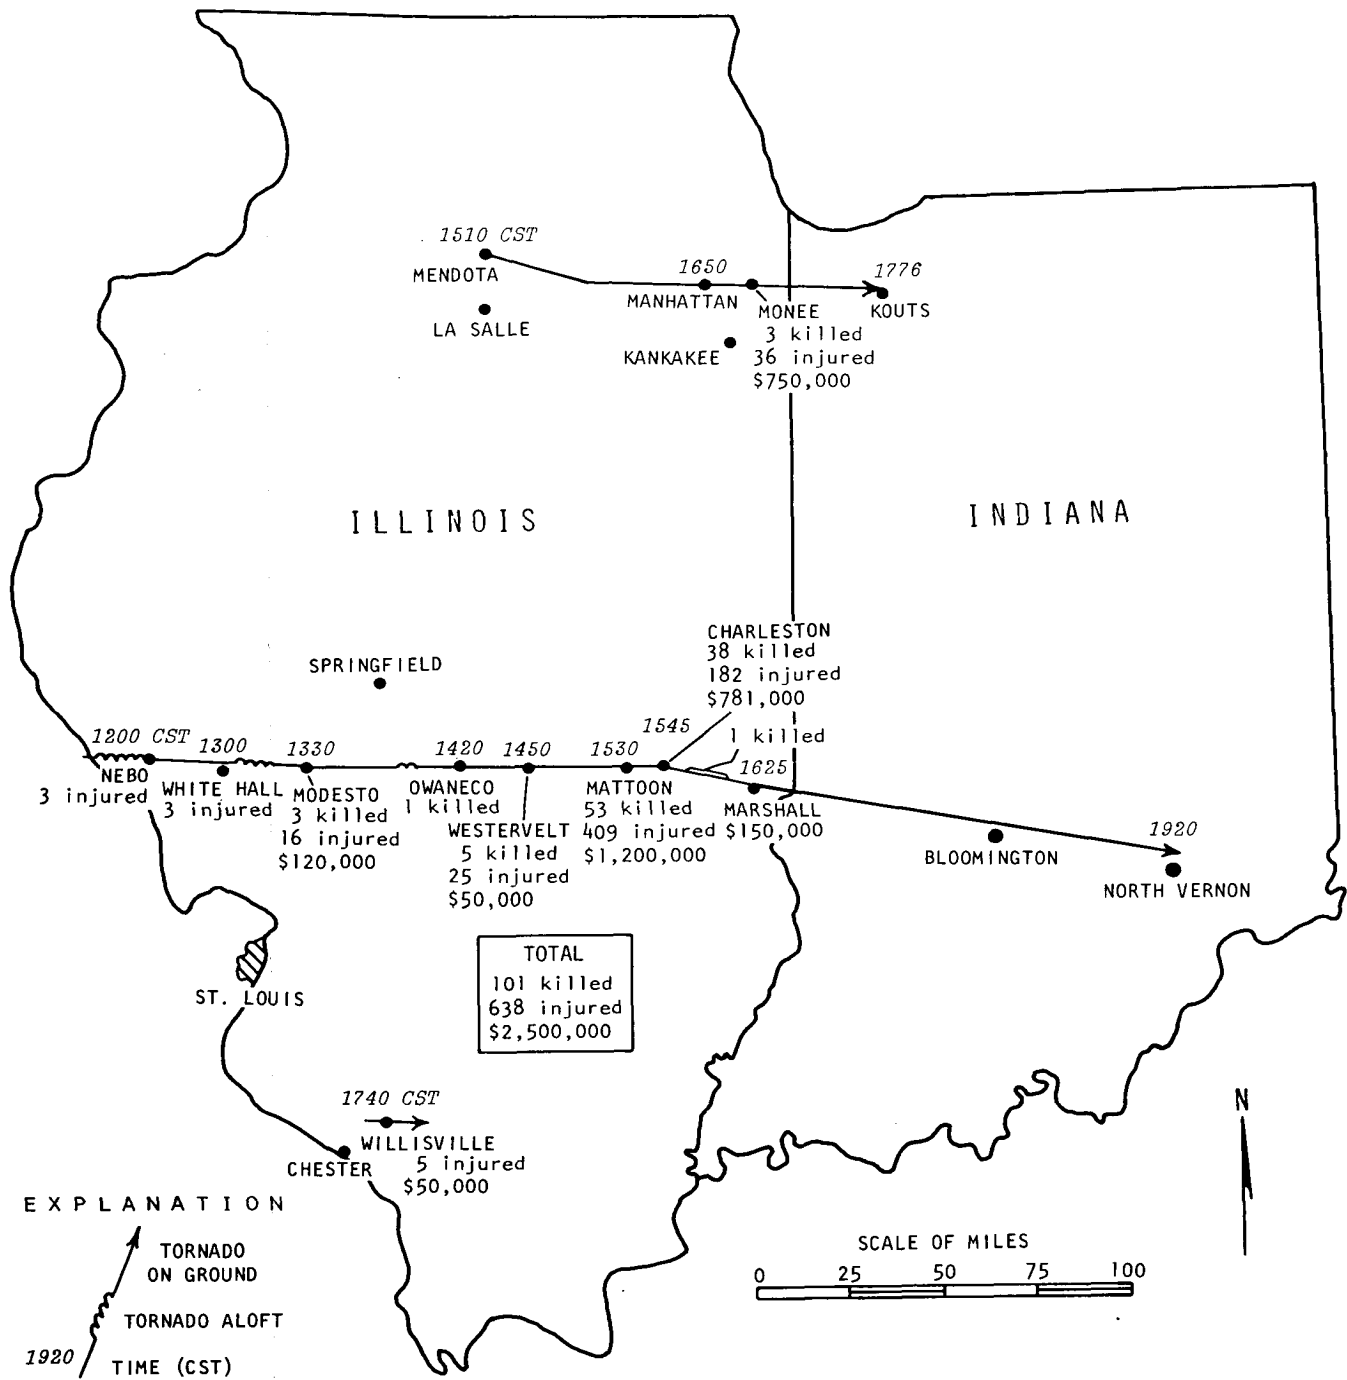 1510 CST
MENDOTA
LA SALLE
1650
MANHATTAN
MONEE
3 killed
36 injured
$750,000
KANKAKEE
1776
KOUTS
ILLINOIS
INDIANA
SPRINGFIELD
CHARLESTON
38 killed
182 injured
$781,000
1 killed
1200 CST
NEBO
3 injured
1300
WHITE HALL
3 injured
1330
MODESTO
3 killed
16 injured
$120,000
1420
OWANECO
1 killed
1450
WESTERVELT
5 killed
25 injured
$50,000
1530
MATTOON
53 killed
409 injured
$1,200,000
1545
1625
MARSHALL
$150,000
BLOOMINGTON
1920
NORTH VERNON
TOTAL
101 killed
638 injured
$2,500,000
ST. LOUIS
1740 CST
WILLISVILLE
5 injured
$50,000
CHESTER
EXPLANATION
TORNADO
ON GROUND
TORNADO ALOFT
1920 TIME (CST)
N
SCALE OF MILES
0 25 50 75 100